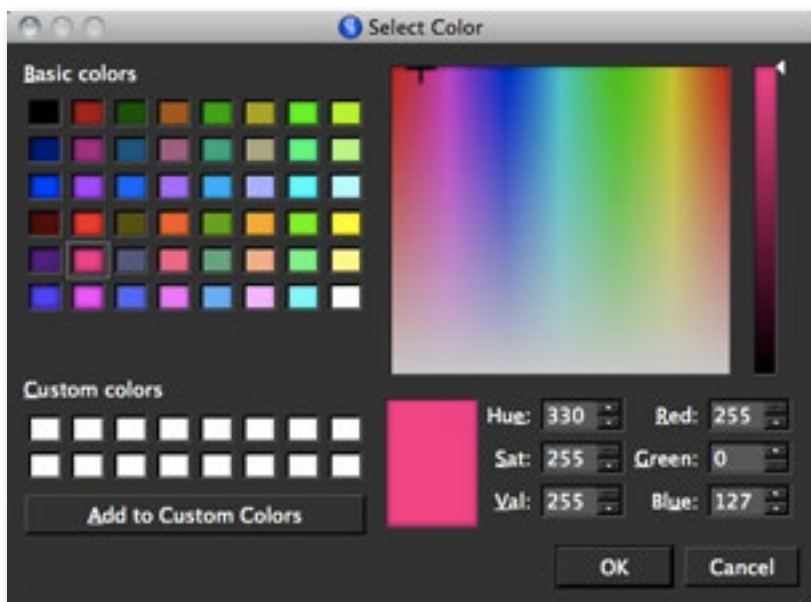 Select Color
Basic colors
Custom colors
Add to Custom Colors
Hue: 330 Red: 255
Sat: 255 Green: 0
Val: 255 Blue: 127
OK Cancel